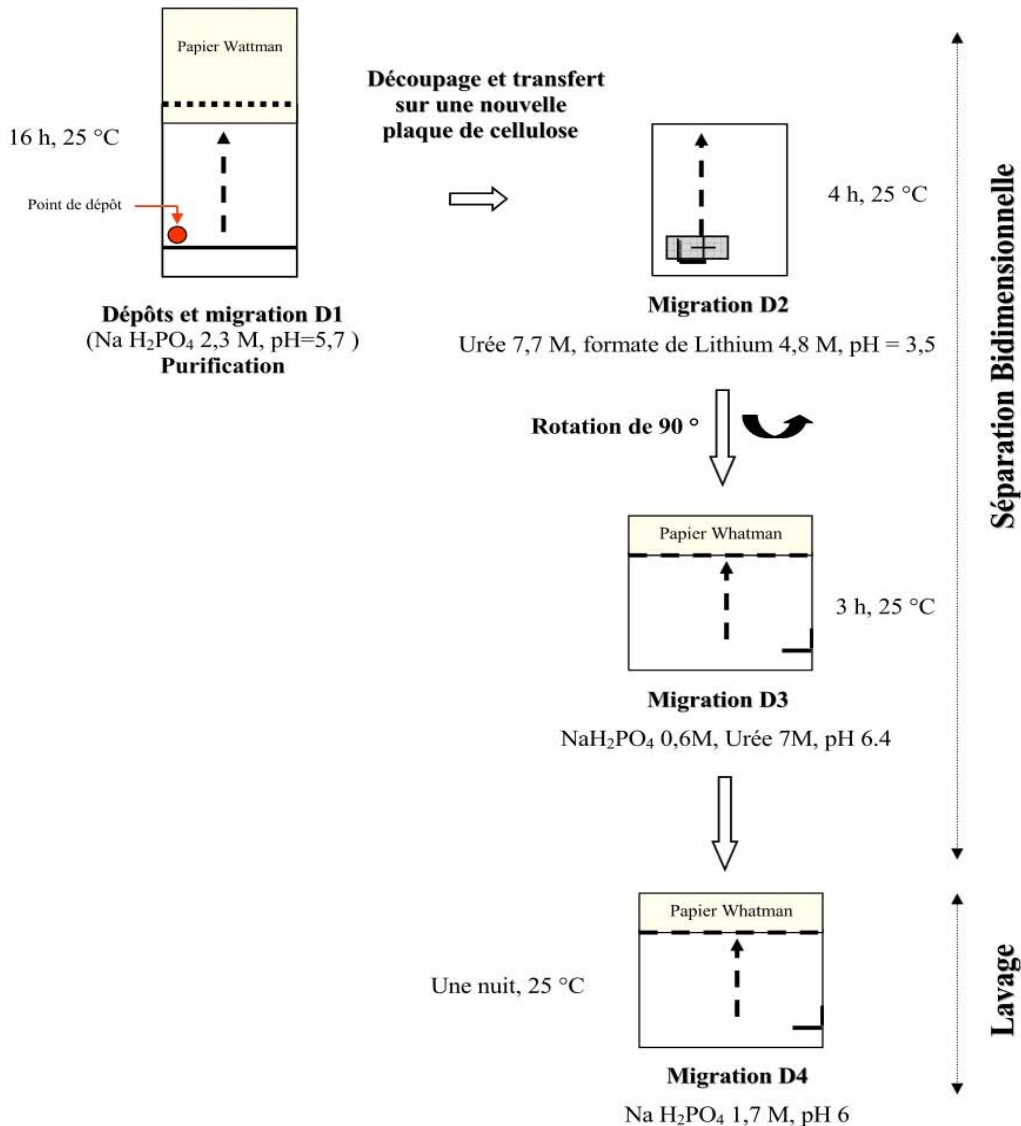 Papier Wattman
16 h, 25 °C
Point de dépôt
Dépôts et migration D1
(Na H₂PO₄ 2,3 M, pH=5,7 )
Purification
Découpage et transfert
sur une nouvelle
plaque de cellulose
4 h, 25 °C
Migration D2
Urée 7,7 M, formate de Lithium 4,8 M, pH = 3,5
Rotation de 90 °
Papier Whatman
3 h, 25 °C
Migration D3
NaH₂PO₄ 0,6M, Urée 7M, pH 6.4
Séparation Bidimensionnelle
Papier Whatman
Une nuit, 25 °C
Migration D4
Na H₂PO₄ 1,7 M, pH 6
Lavage